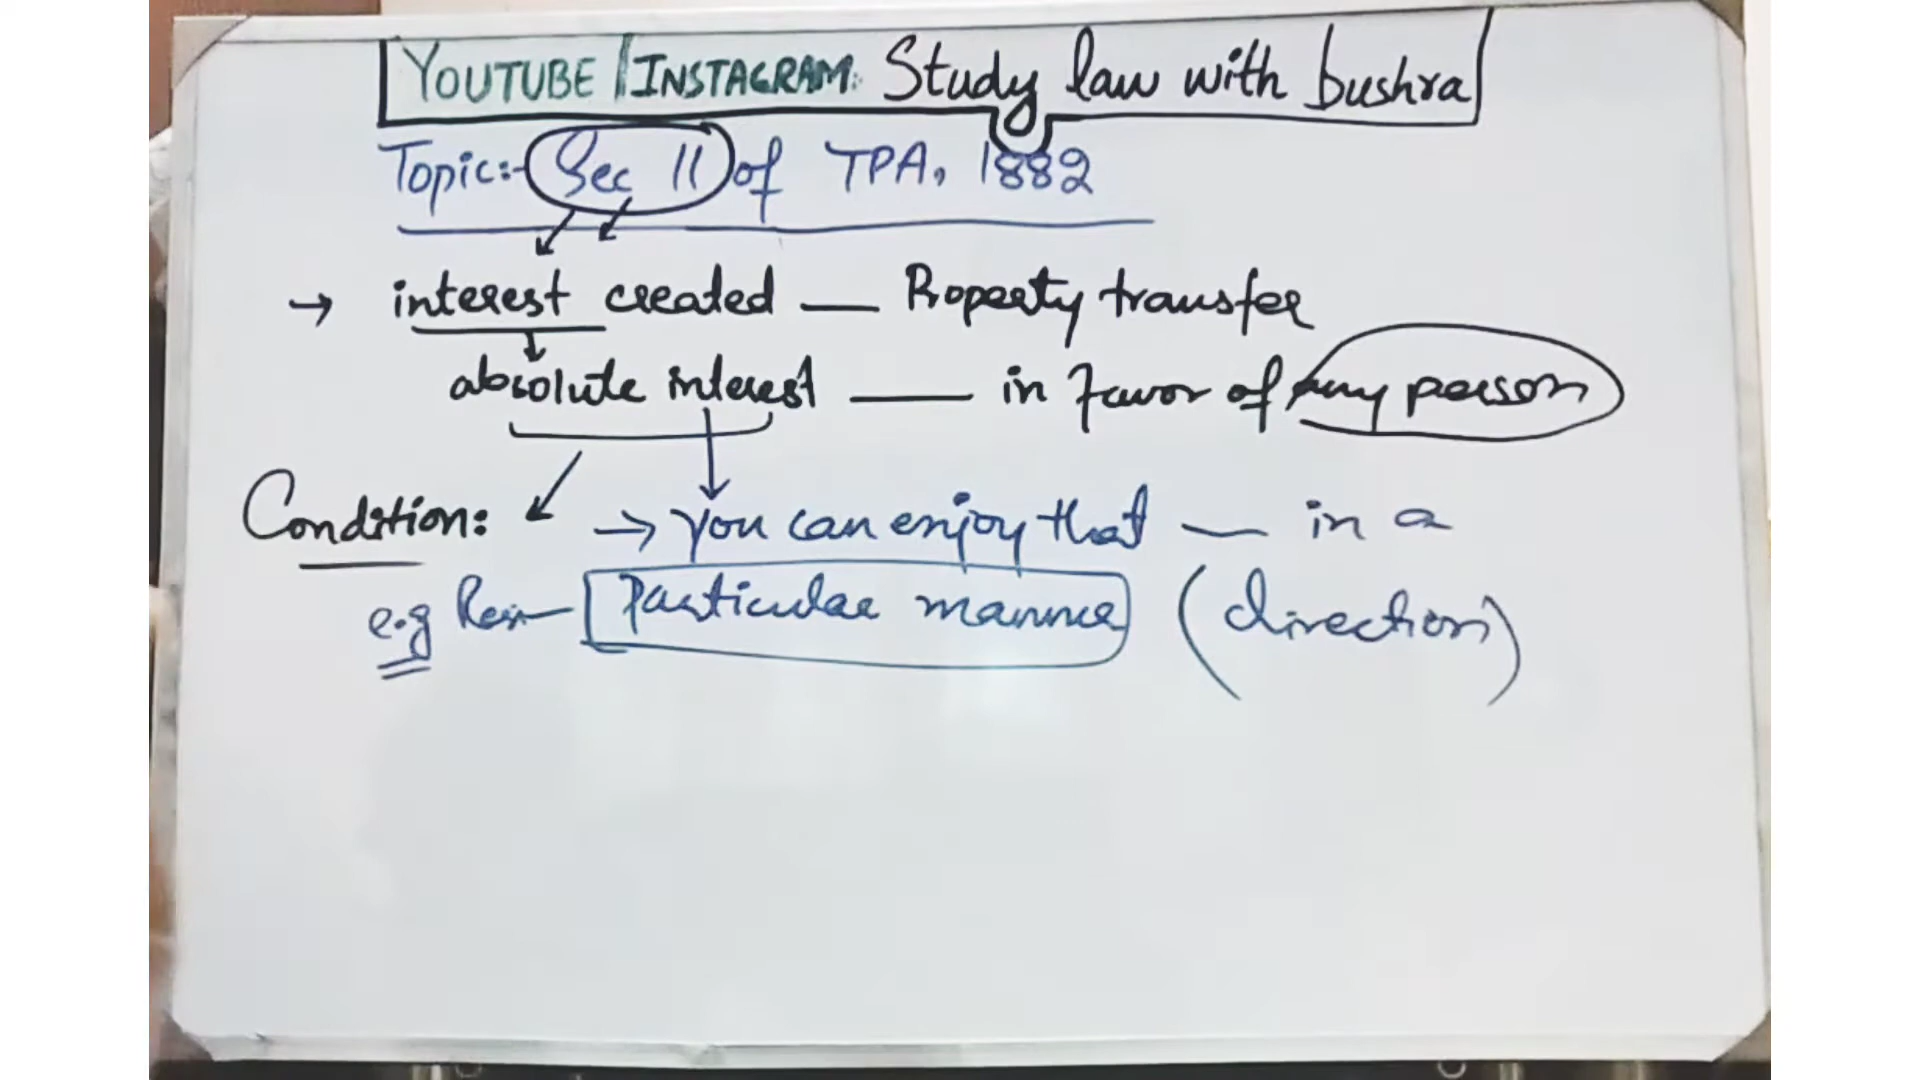 YOUTUBE / INSTAGRAM: Study law with bushra
Topic:- Sec 11 of TPA, 1882
→ interest created — Property transfer
absolute interest — in favor of any person
Condition: → you can enjoy that — in a
e.g Particular manner (direction)